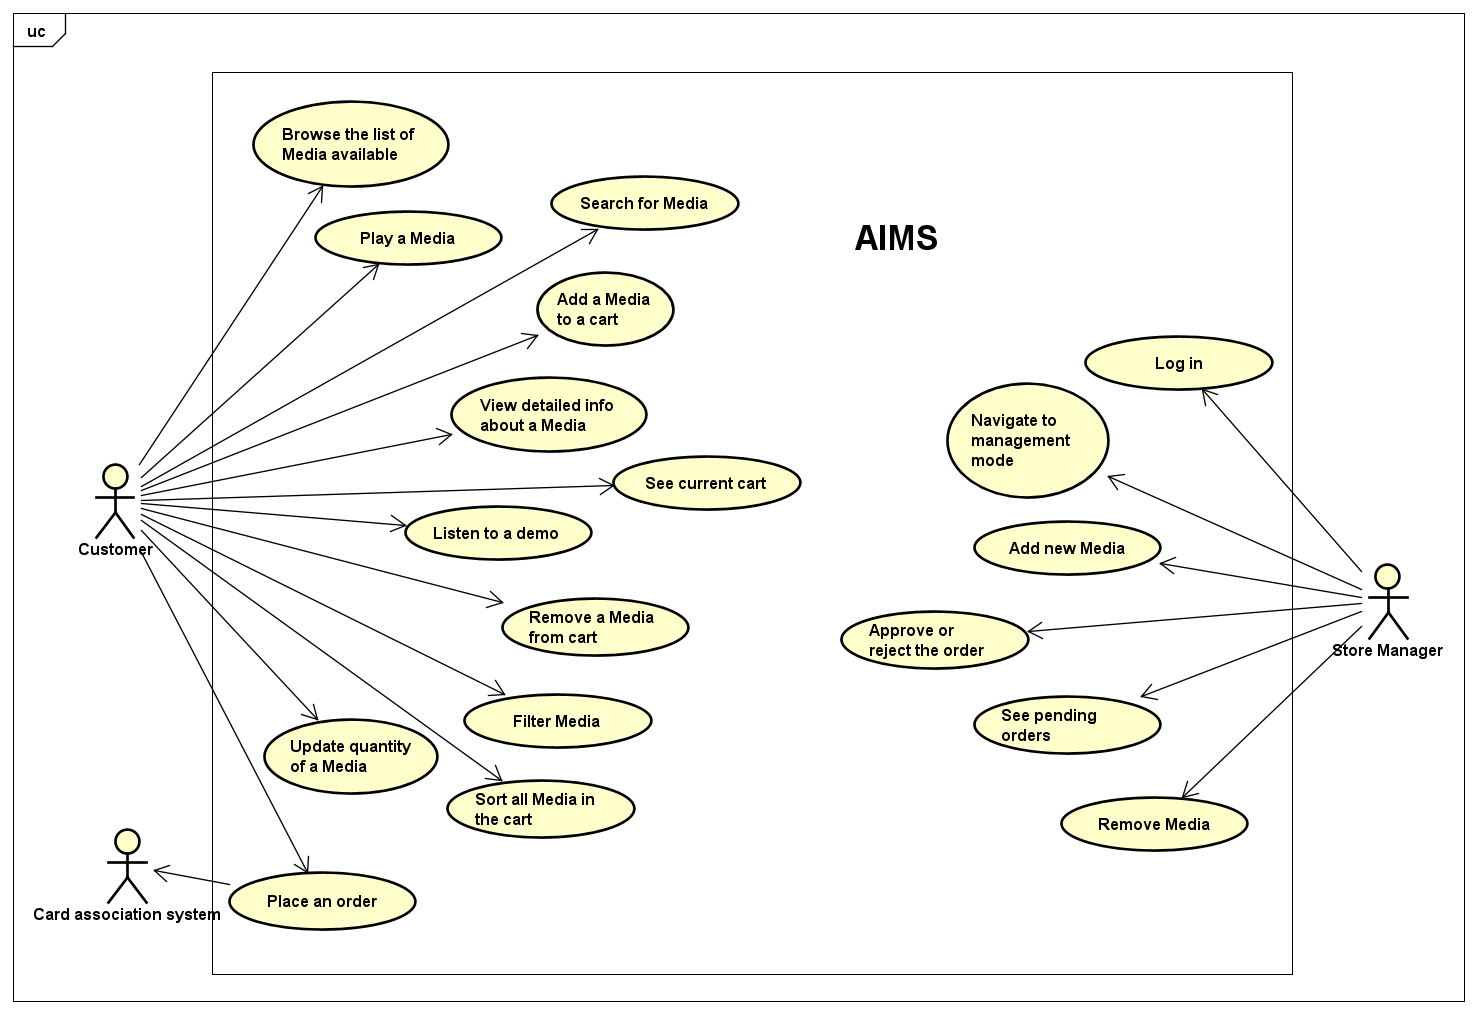 uc
Browse the list of
Media available
Search for Media
Play a Media
AIMS
Add a Media
to a cart
Log in
View detailed info
about a Media
Navigate to
management
mode
See current cart
Listen to a demo
Customer
Add new Media
Remove a Media
from cart
Approve or
reject the order
Store Manager
Filter Media
See pending
orders
Update quantity
of a Media
Sort all Media in
the cart
Remove Media
Place an order
Card association system